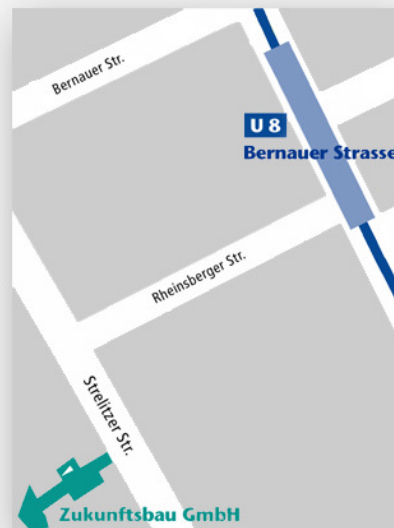 Bernauer Str.
U 8
Bernauer Strasse
Rheinsberger Str.
Strelitzer Str.
Zukunftsbau GmbH